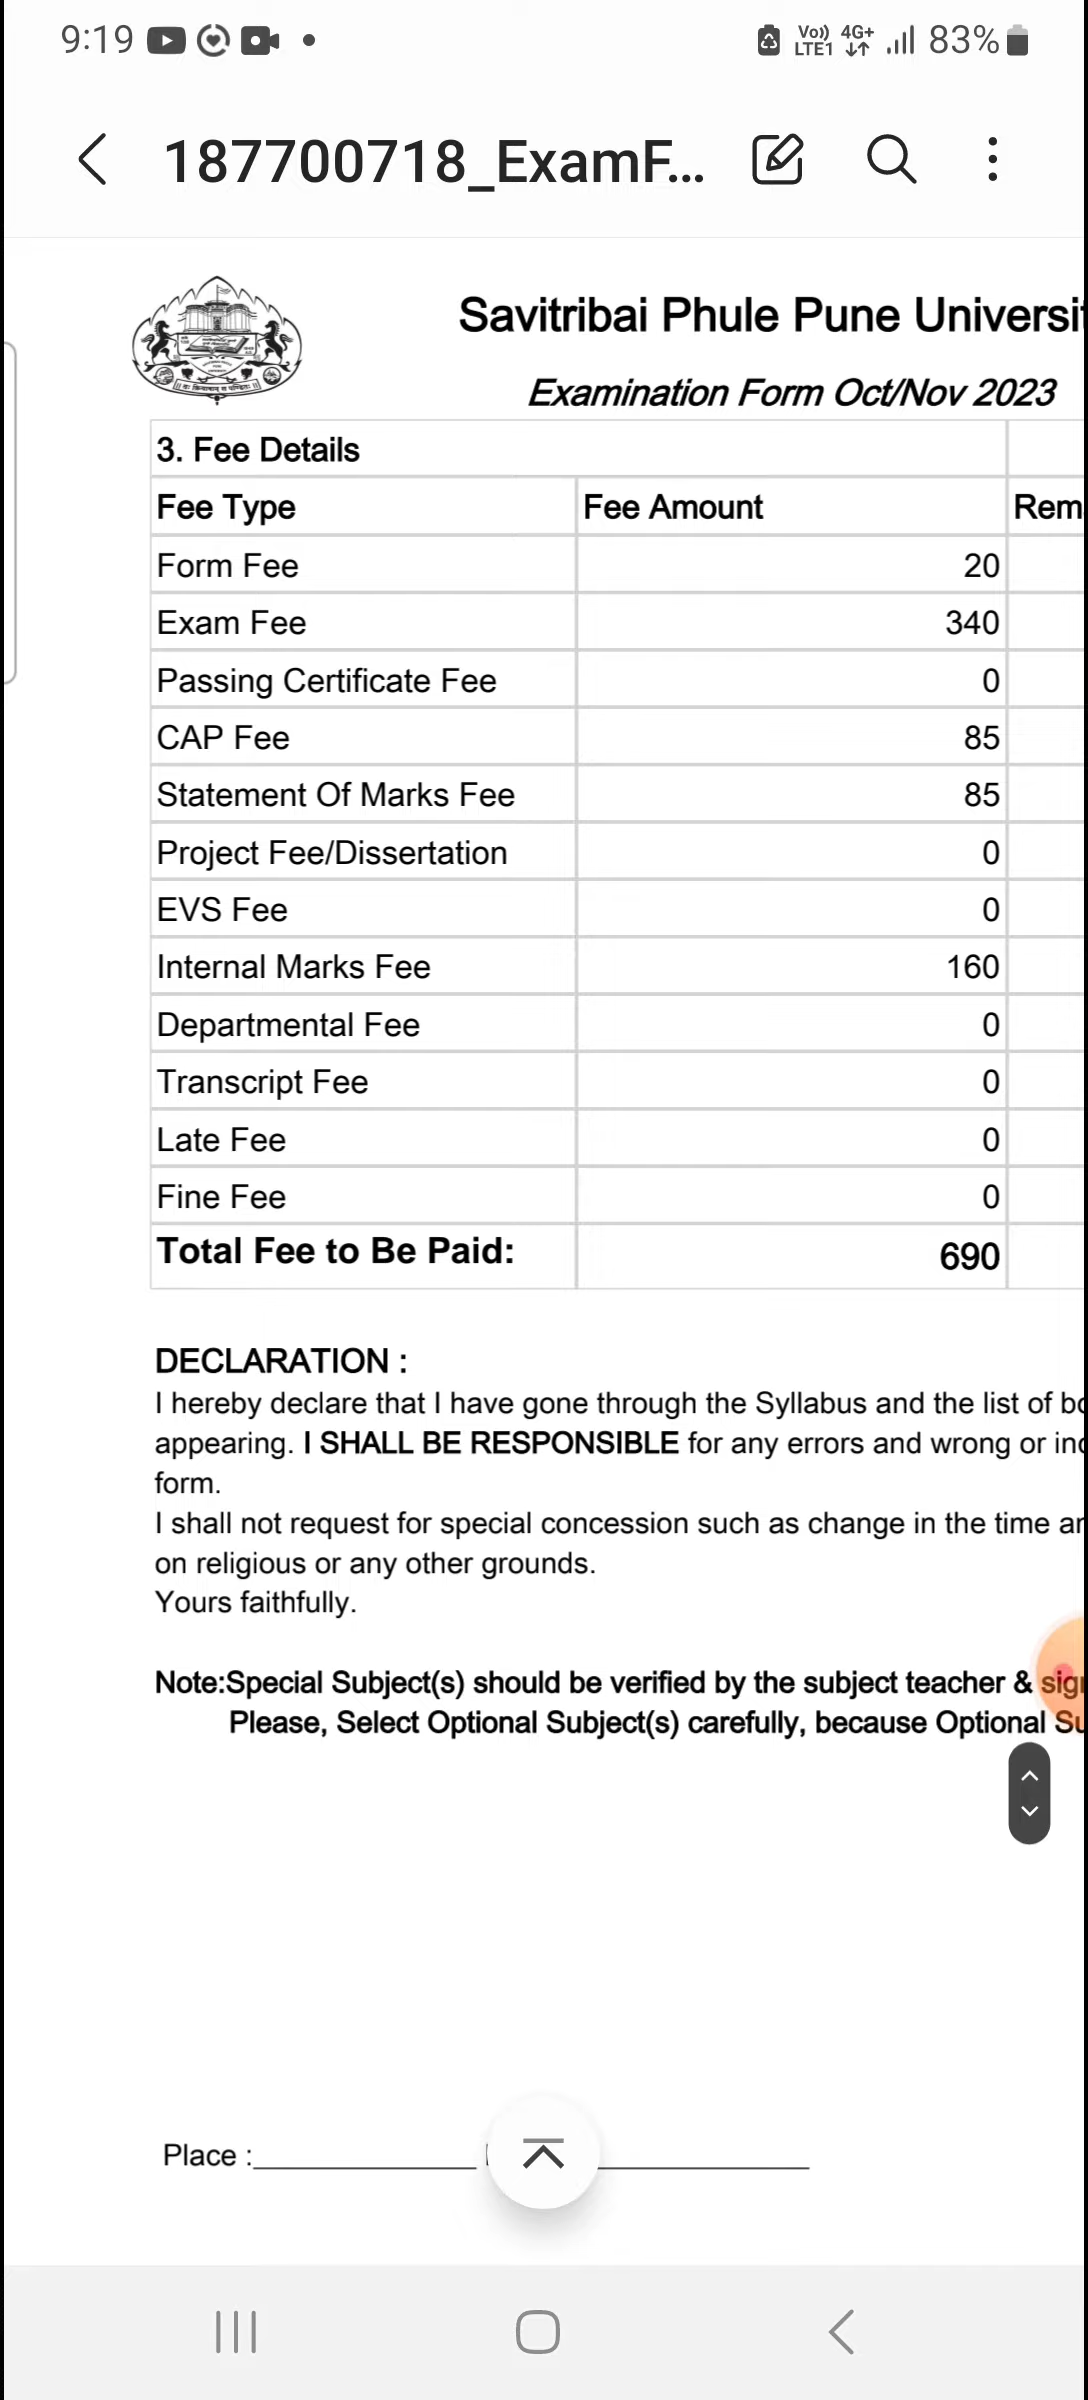 9:19
Vo)) LTE1 4G+ 83%
187700718_ExamF...
Savitribai Phule Pune Universi
Examination Form Oct/Nov 2023
3. Fee Details
Fee Type Fee Amount Rem
Form Fee 20
Exam Fee 340
Passing Certificate Fee 0
CAP Fee 85
Statement Of Marks Fee 85
Project Fee/Dissertation 0
EVS Fee 0
Internal Marks Fee 160
Departmental Fee 0
Transcript Fee 0
Late Fee 0
Fine Fee 0
Total Fee to Be Paid: 690
DECLARATION :
I hereby declare that I have gone through the Syllabus and the list of bo
appearing. I SHALL BE RESPONSIBLE for any errors and wrong or inc
form.
I shall not request for special concession such as change in the time an
on religious or any other grounds.
Yours faithfully.
Note:Special Subject(s) should be verified by the subject teacher & sig
Please, Select Optional Subject(s) carefully, because Optional Su
Place :